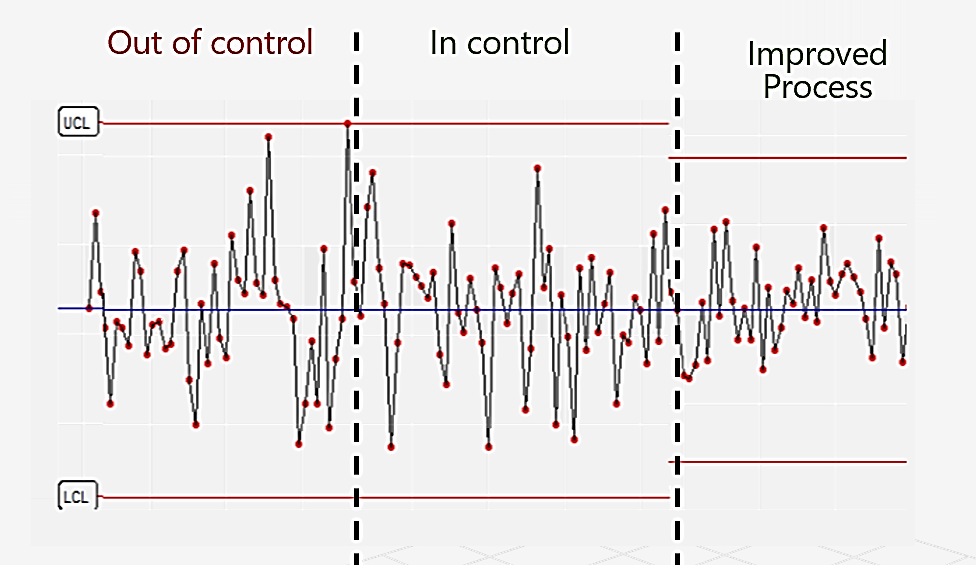 Out of control
In control
Improved
Process
UCL
LCL